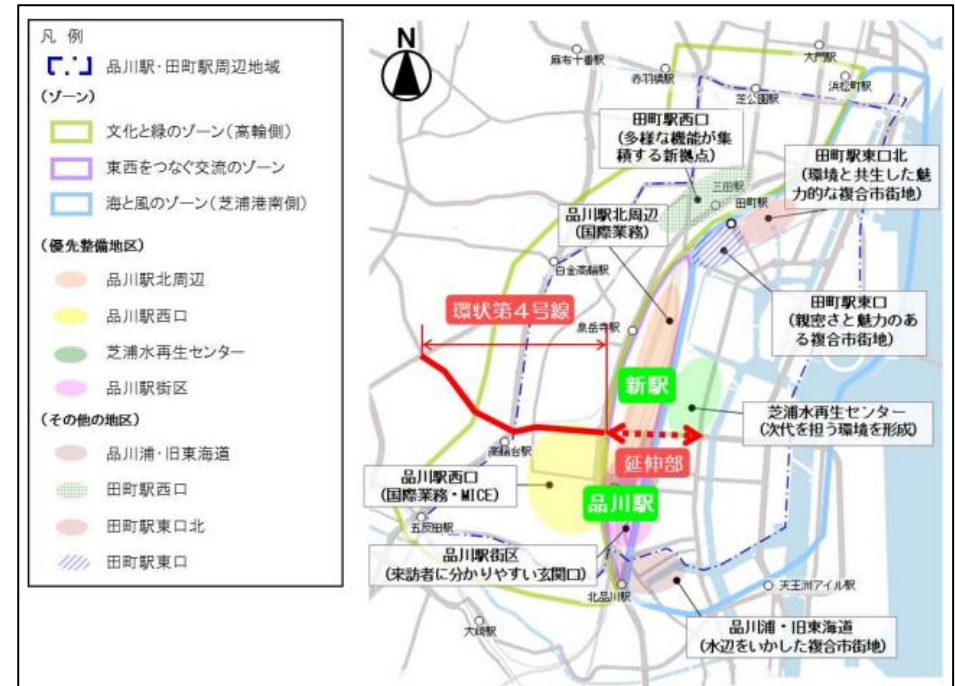 凡 例
品川駅・田町駅周辺地域
(ゾーン)
文化と緑のゾーン(高輪側)
東西をつなぐ交流のゾーン
海と風のゾーン(芝浦港南側)
(優先整備地区)
品川駅北周辺
品川駅西口
芝浦水再生センター
品川駅街区
(その他の地区)
品川浦・旧東海道
田町駅西口
田町駅東口北
田町駅東口
N
麻布十番駅
赤羽橋駅
大門駅
浜松町駅
芝公園駅
田町駅西口
(多様な機能が集
積する新拠点)
三田駅
田町駅
田町駅東口北
(環境と共生した魅
力的な複合市街地)
品川駅北周辺
(国際業務)
白金高輪駅
泉岳寺駅
田町駅東口
(親密さと魅力のあ
る複合市街地)
環状第4号線
新駅
芝浦水再生センター
(次代を担う環境を形成)
高輪台駅
延伸部
品川駅西口
(国際業務・MICE)
品川駅
五反田駅
品川駅街区
(来訪者に分かりやすい玄関口)
北品川駅
天王洲アイル駅
大崎駅
品川浦・旧東海道
(水辺をいかした複合市街地)